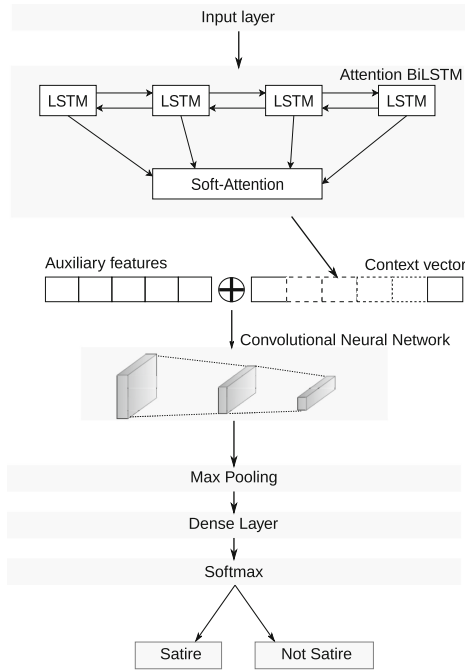 Input layer
Attention BiLSTM
LSTM LSTM LSTM LSTM
Soft-Attention
Auxiliary features Context vector
Convolutional Neural Network
Max Pooling
Dense Layer
Softmax
Satire Not Satire